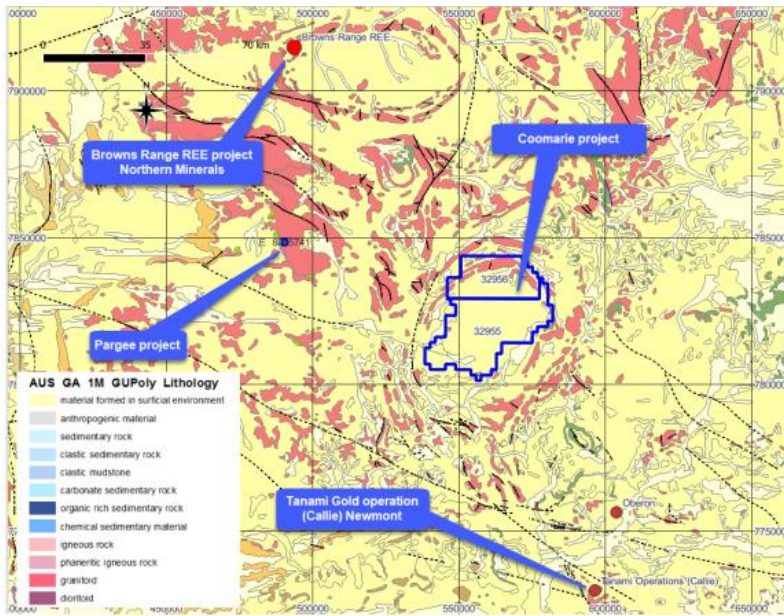 450000
500000
550000
600000
650000
0
35
70 km
Browns Range REE
N
7900000
7900000
Browns Range REE project
Northern Minerals
Coomarie project
7850000
7850000
32956
32955
Pargee project
AUS GA 1M GUPoly Lithology
material formed in surficial environment
anthropogenic material
sedimentary rock
clastic sedimentary rock
clastic mudstone
carbonate sedimentary rock
organic rich sedimentary rock
chemical sedimentary material
igneous rock
phaneritic igneous rock
granitoid
dioritoid
Tanami Gold operation
(Callie) Newmont
Oberon
Tanami Operations (Callie)
450000
500000
550000
600000